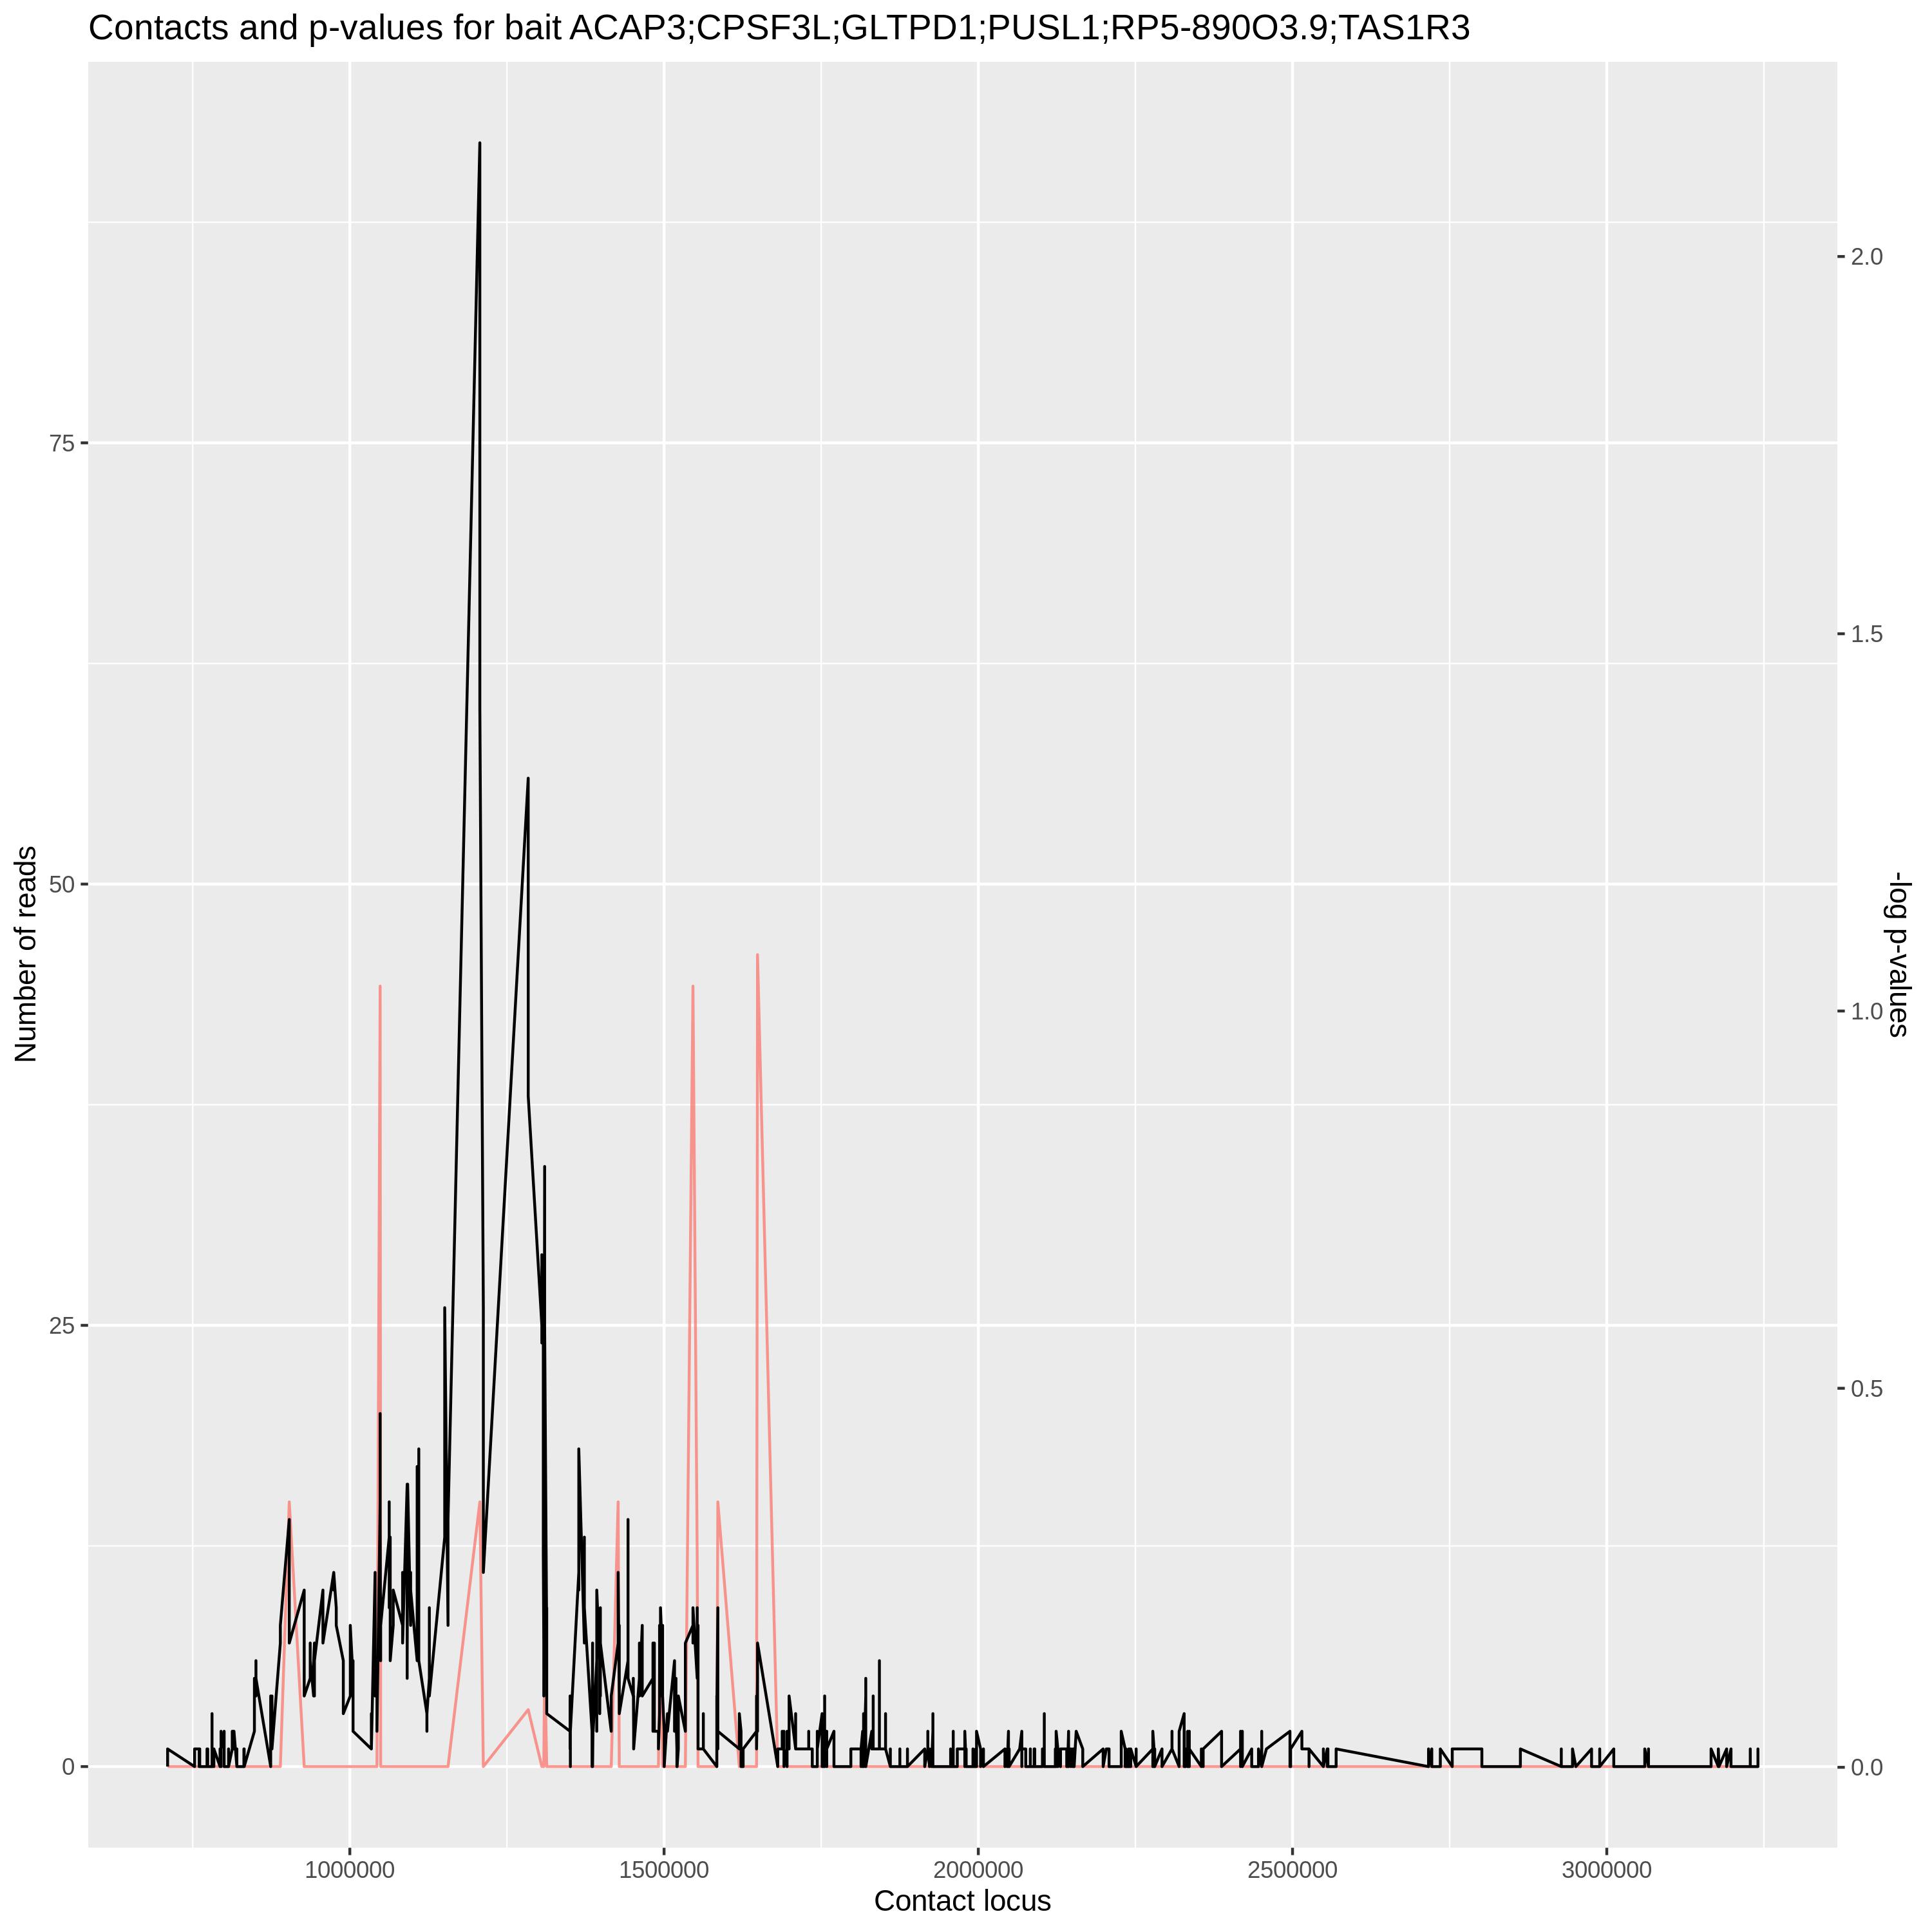 Contacts and p-values for bait ACAP3;CPSF3L;GLTPD1;PUSL1;RP5-890O3.9;TAS1R3
75
50
25
0
Number of reads
2.0
1.5
1.0
0.5
0.0
-log p-values
1000000 1500000 2000000 2500000 3000000
Contact locus